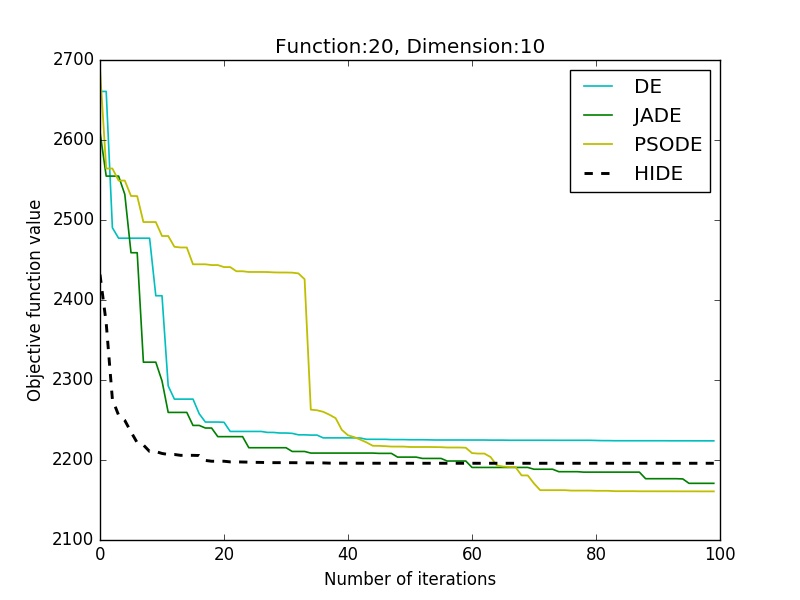 Function:20, Dimension:10
2700
2600
2500
2400
2300
2200
2100
Objective function value
0
20
40
60
80
100
Number of iterations
DE
JADE
PSODE
HIDE